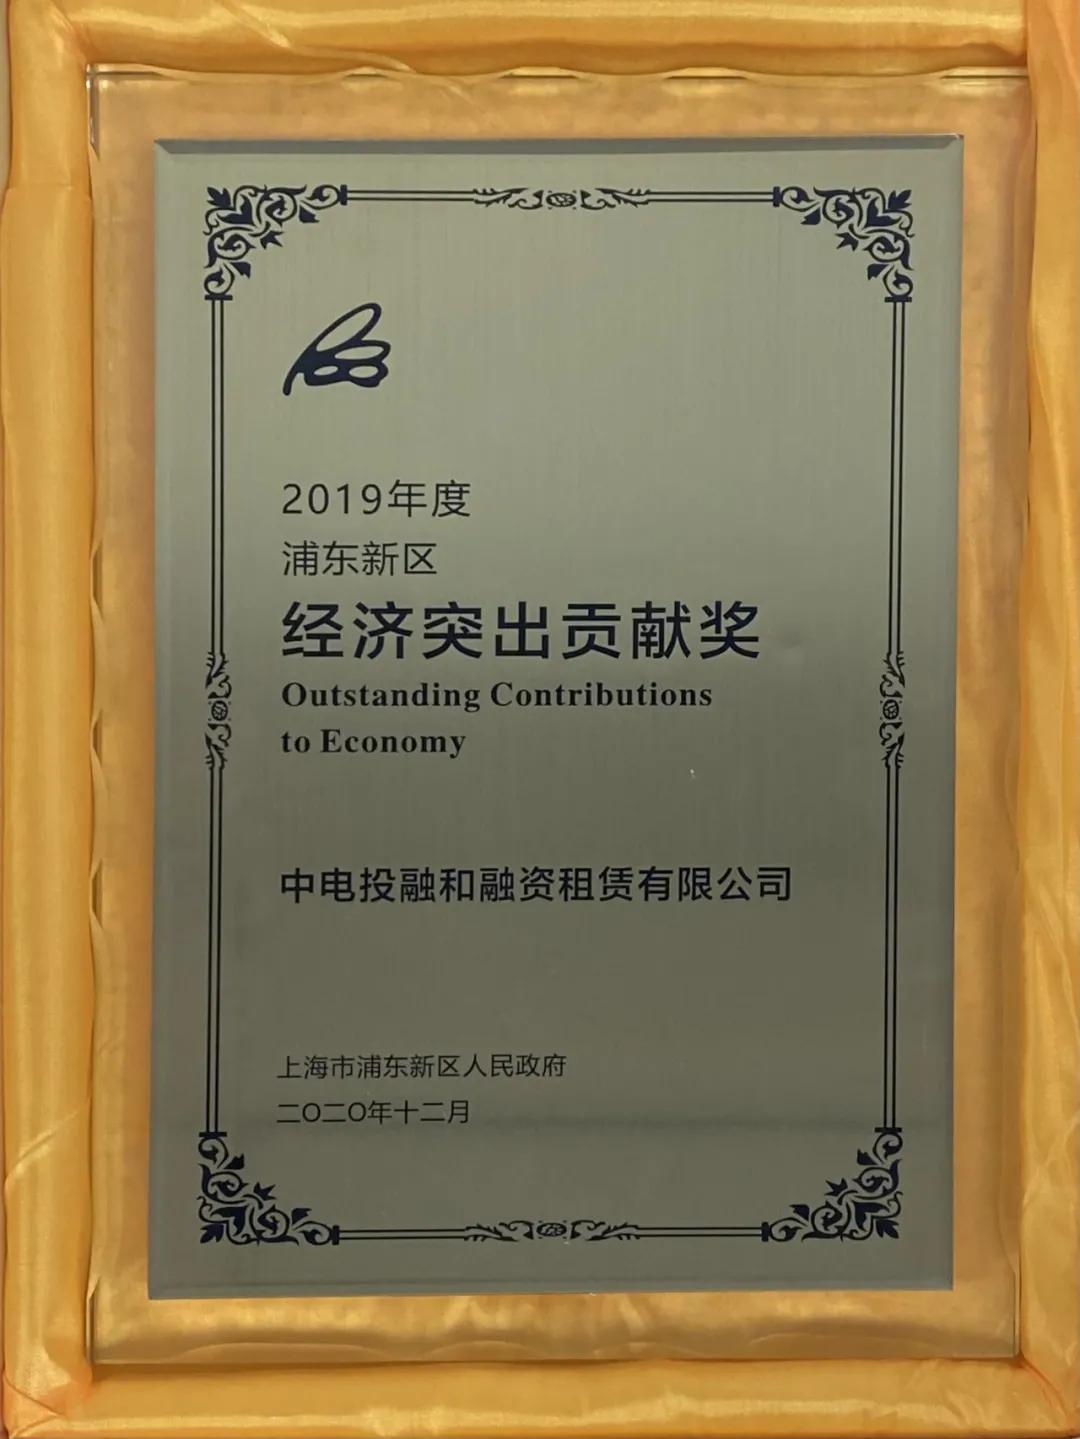 2019年度
浦东新区
经济突出贡献奖
Outstanding Contributions
to Economy
中电投融和融资租赁有限公司
上海市浦东新区人民政府
二〇二〇年十二月